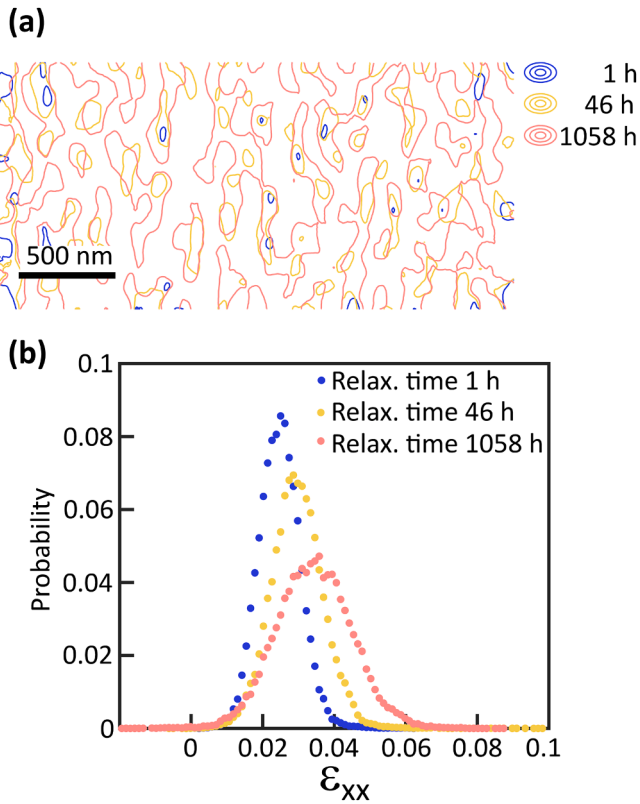 (a)
1 h
46 h
1058 h
500 nm
(b)
0.1
Relax. time 1 h
Relax. time 46 h
Relax. time 1058 h
0.08
0.06
0.04
0.02
0
Probability
0 0.02 0.04 0.06 0.08 0.1
εxx